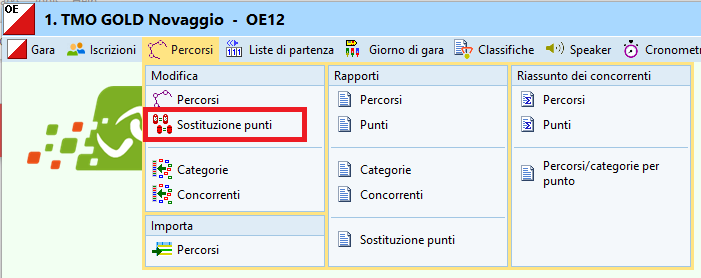 OE
1. TMO GOLD Novaggio - OE12
Gara Iscrizioni Percorsi Liste di partenza Giorno di gara Classifiche Speaker Cronomet
Modifica
Percorsi
Sostituzione punti
Categorie
Concorrenti
Importa
Percorsi
Rapporti
Percorsi
Punti
Categorie
Concorrenti
Sostituzione punti
Riassunto dei concorrenti
Percorsi
Punti
Percorsi/categorie per
punto